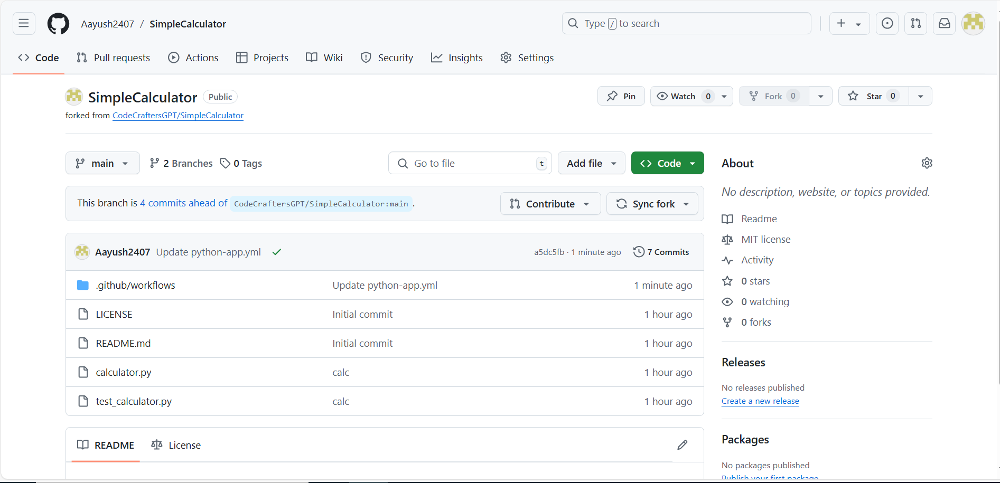 Aayush2407 / SimpleCalculator
Type / to search
Code
Pull requests
Actions
Projects
Wiki
Security
Insights
Settings
SimpleCalculator Public
Pin
Watch 0
Fork 0
Star 0
forked from CodeCraftersGPT/SimpleCalculator
main
2 Branches
0 Tags
Go to file t
Add file
Code
This branch is 4 commits ahead of CodeCraftersGPT/SimpleCalculator:main .
Contribute
Sync fork
Aayush2407 Update python-app.yml
a5dc5fb · 1 minute ago
7 Commits
.github/workflows Update python-app.yml 1 minute ago
LICENSE Initial commit 1 hour ago
README.md Initial commit 1 hour ago
calculator.py calc 1 hour ago
test_calculator.py calc 1 hour ago
README
License
About
No description, website, or topics provided.
Readme
MIT license
Activity
0 stars
0 watching
0 forks
Releases
No releases published
Create a new release
Packages
No packages published
Publish your first package